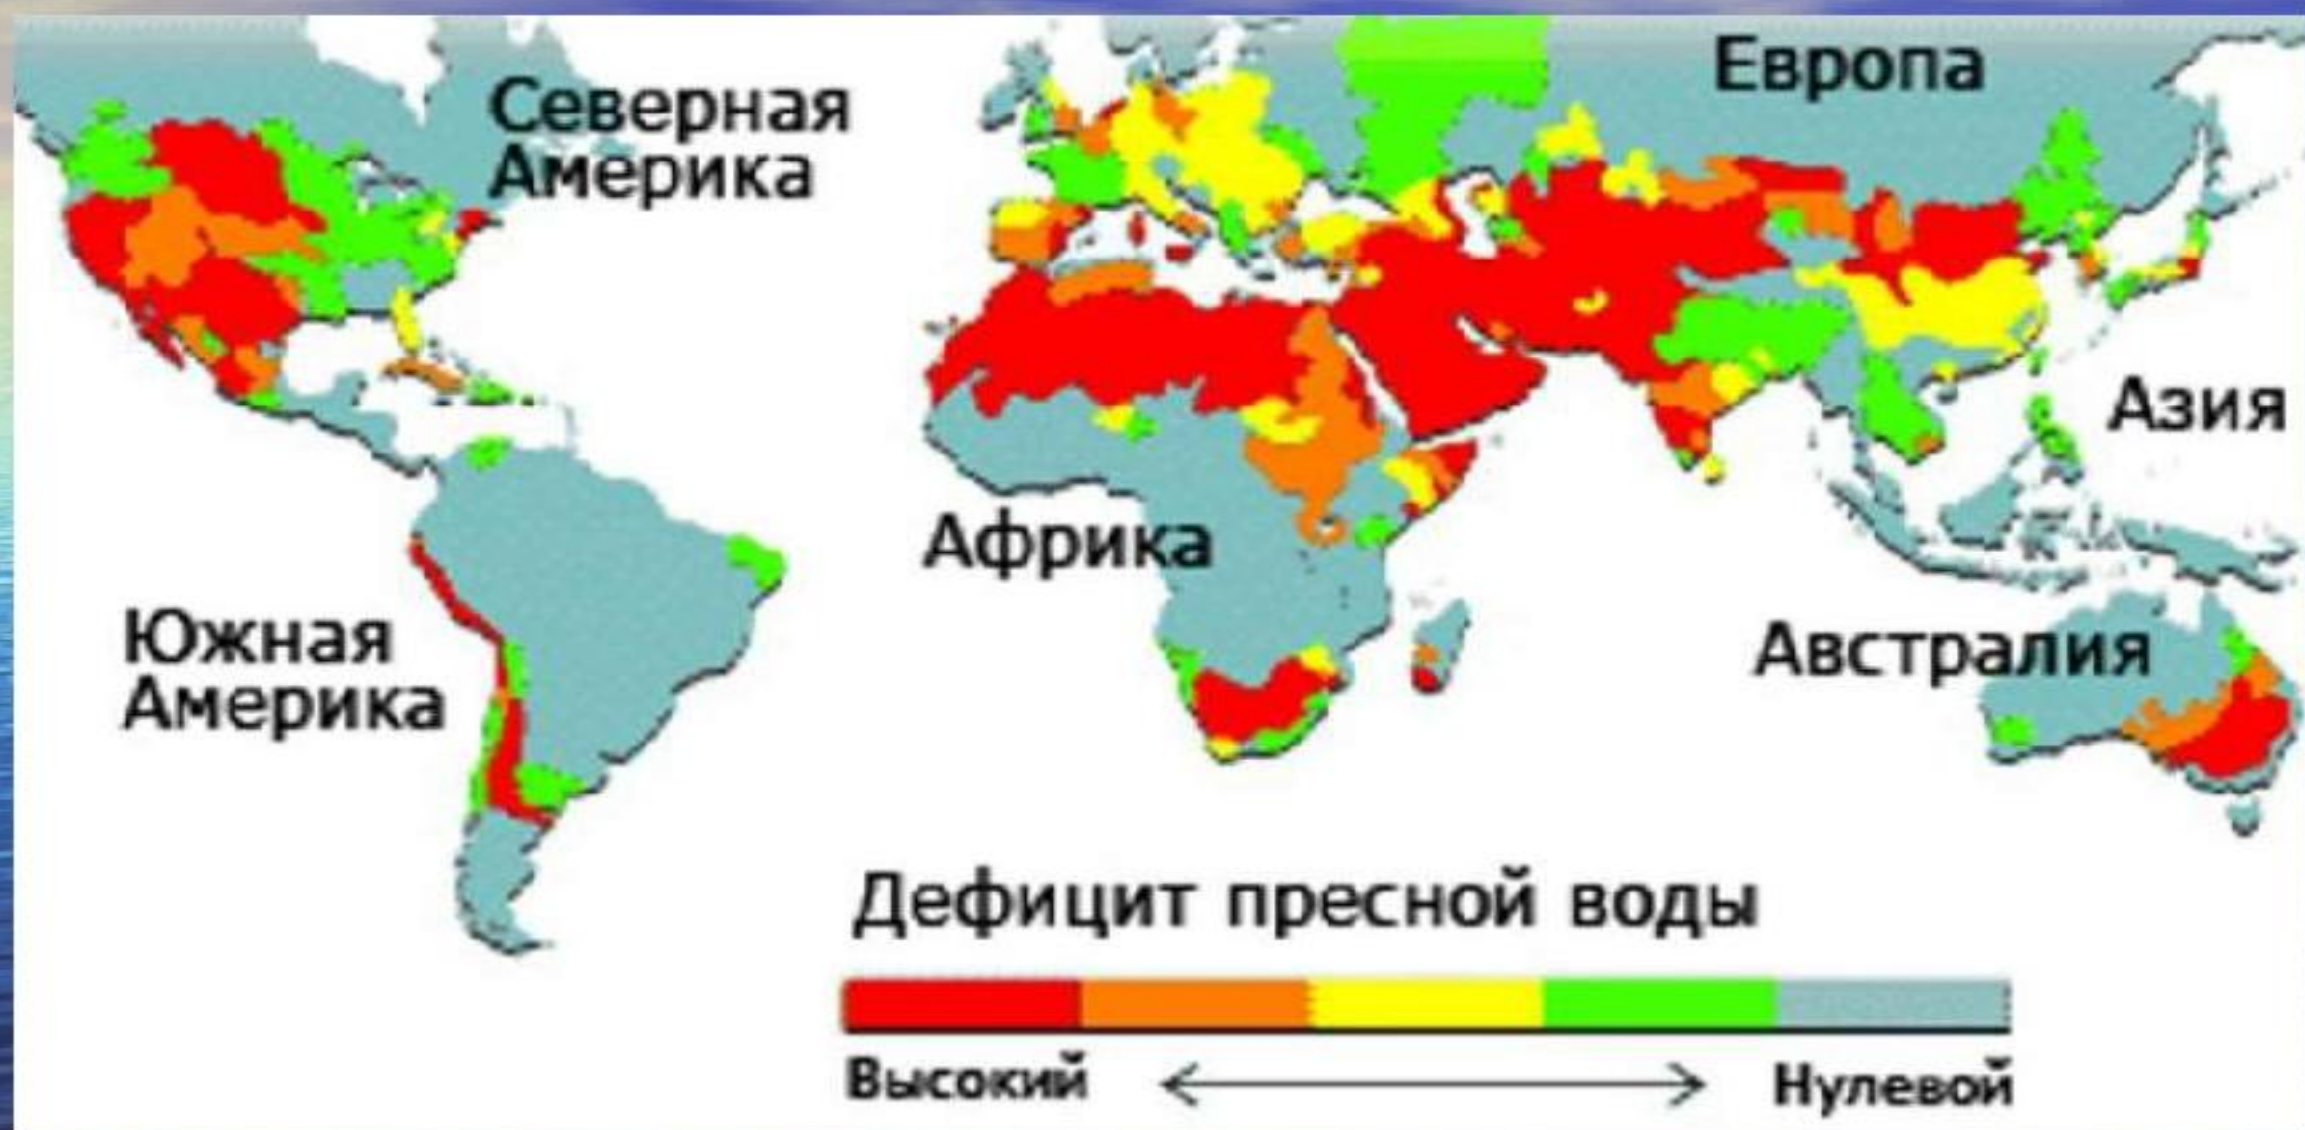 Северная
Америка
Европа
Азия
Африка
Южная
Америка
Австралия
Дефицит пресной воды
Высокий
Нулевой